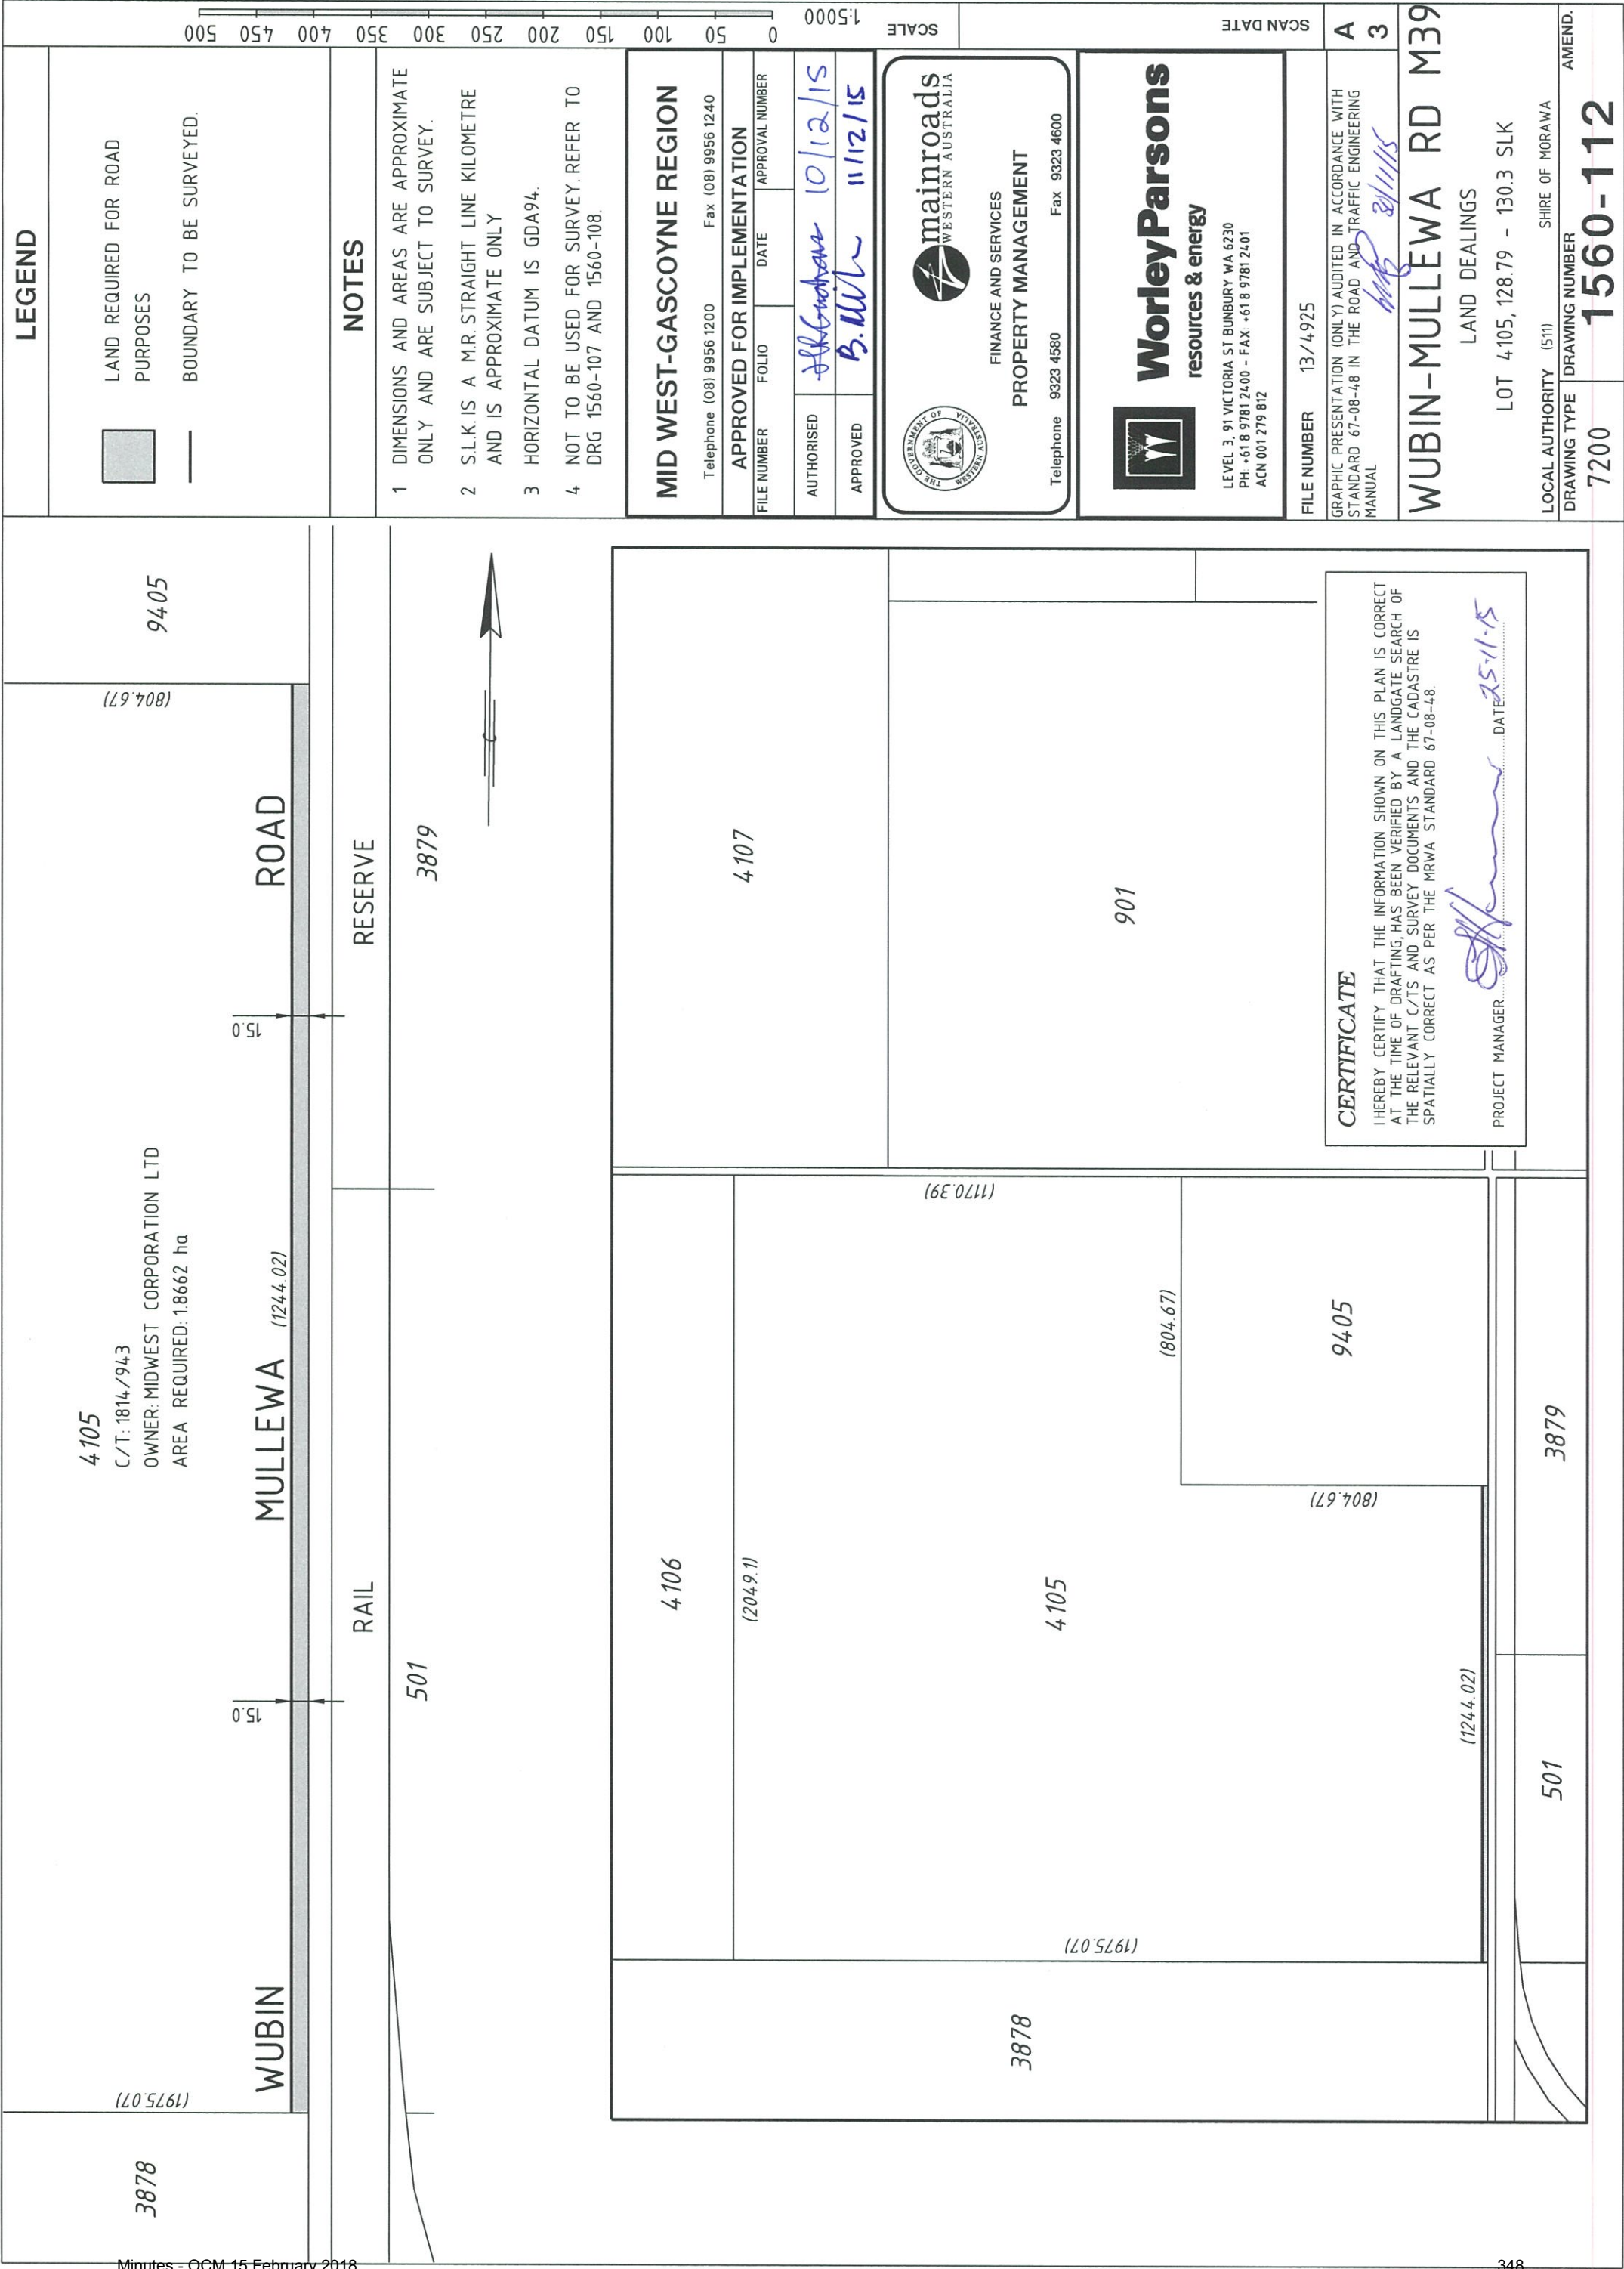 3878
(1975.07)
WUBIN
MULLEWA
ROAD
4105
C/T: 1814/943
OWNER: MIDWEST CORPORATION LTD
AREA REQUIRED: 1.8662 ha
(1244.02)
15.0
15.0
(804.67)
9405
RAIL
RESERVE
501
3879
4106
(2049.1)
4107
4105
(1170.39)
(804.67)
9405
(804.67)
901
(1975.07)
3878
(1244.02)
501
3879
CERTIFICATE
I HEREBY CERTIFY THAT THE INFORMATION SHOWN ON THIS PLAN IS CORRECT
AT THE TIME OF DRAFTING, HAS BEEN VERIFIED BY A LANDGATE SEARCH OF
THE RELEVANT C/TS AND SURVEY DOCUMENTS AND THE CADASTRE IS
SPATIALLY CORRECT AS PER THE MRWA STANDARD 67-08-48.
PROJECT MANAGER DATE 25-11-15
LEGEND
LAND REQUIRED FOR ROAD
PURPOSES
BOUNDARY TO BE SURVEYED.
NOTES
1 DIMENSIONS AND AREAS ARE APPROXIMATE
ONLY AND ARE SUBJECT TO SURVEY.
2 S.L.K. IS A M.R. STRAIGHT LINE KILOMETRE
AND IS APPROXIMATE ONLY
3 HORIZONTAL DATUM IS GDA94.
4 NOT TO BE USED FOR SURVEY. REFER TO
DRG 1560-107 AND 1560-108.
MID WEST-GASCOYNE REGION
Telephone (08) 9956 1200 Fax (08) 9956 1240
APPROVED FOR IMPLEMENTATION
FILE NUMBER FOLIO DATE APPROVAL NUMBER
AUTHORISED 10/12/15
APPROVED 11/12/15
THE GOVERNMENT OF WESTERN AUSTRALIA
mainroads
WESTERN AUSTRALIA
FINANCE AND SERVICES
PROPERTY MANAGEMENT
Telephone 9323 4580 Fax 9323 4600
WorleyParsons
resources & energy
LEVEL 3, 91 VICTORIA ST BUNBURY WA 6230
PH: +61 8 9781 2400 - FAX: +61 8 9781 2401
ACN 001 279 812
FILE NUMBER 13/4925
GRAPHIC PRESENTATION (ONLY) AUDITED IN ACCORDANCE WITH
STANDARD 67-08-48 IN THE ROAD AND TRAFFIC ENGINEERING
MANUAL 30/11/15
WUBIN-MULLEWA RD M39
LAND DEALINGS
LOT 4105, 128.79 - 130.3 SLK
LOCAL AUTHORITY (511) SHIRE OF MORAWA
DRAWING TYPE DRAWING NUMBER AMEND.
7200 1560-112
500 450 400 350 300 250 200 150 100 50 0
1:5000
SCALE
SCAN DATE
A
3
Minutes - OCM 15 February 2018
348